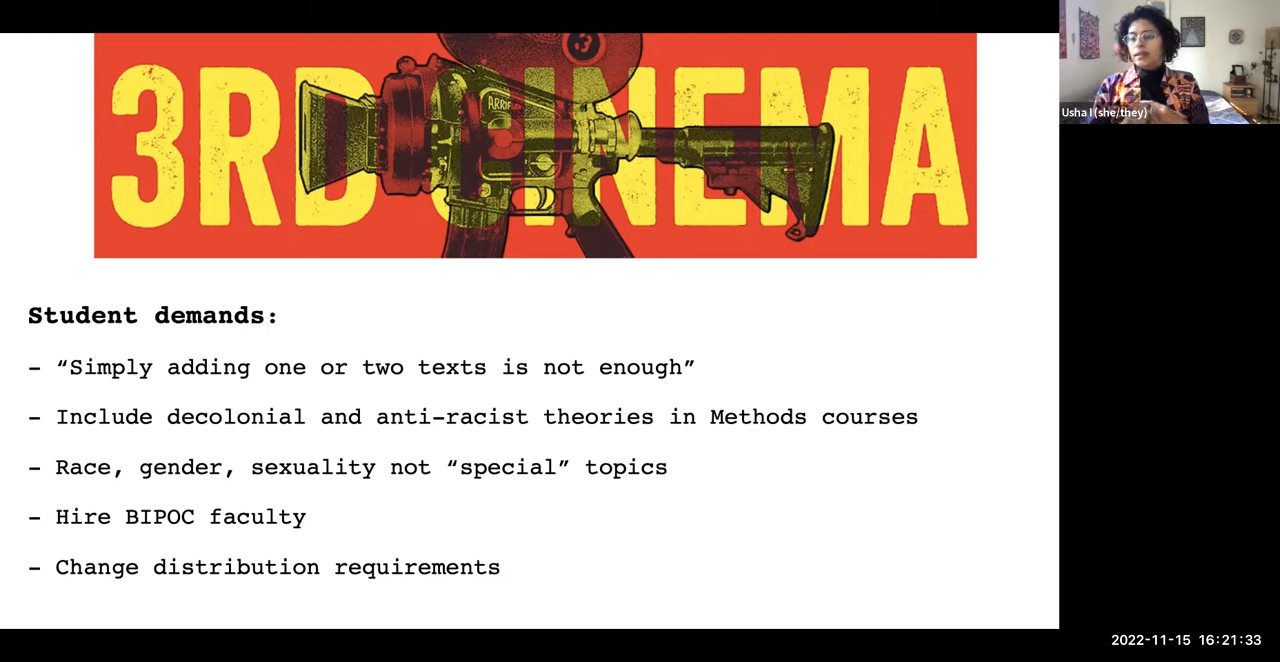 3RD CINEMA
3
ARRIFLEX
Usha I (she/they)
Student demands:
- “Simply adding one or two texts is not enough”
- Include decolonial and anti-racist theories in Methods courses
- Race, gender, sexuality not “special” topics
- Hire BIPOC faculty
- Change distribution requirements
2022-11-15 16:21:33